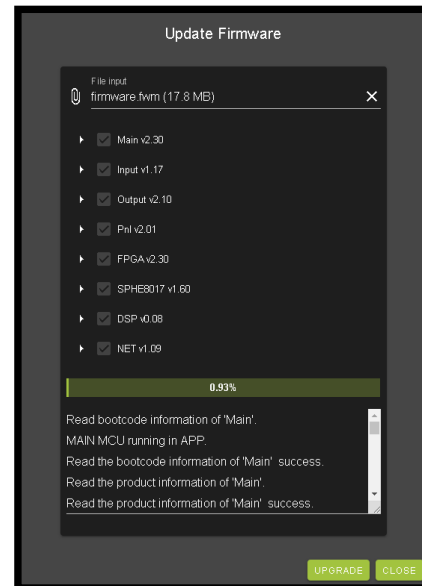 Update Firmware
File input
firmware.fwm (17.8 MB)
Main v2.30
Input v1.17
Output v2.10
Pnl v2.01
FPGA v2.30
SPHE8017 v1.60
DSP v0.08
NET v1.09
0.93%
Read bootcode information of 'Main'.
MAIN MCU running in APP.
Read the bootcode information of 'Main' success.
Read the product information of 'Main'.
Read the product information of 'Main' success.
UPGRADE CLOSE